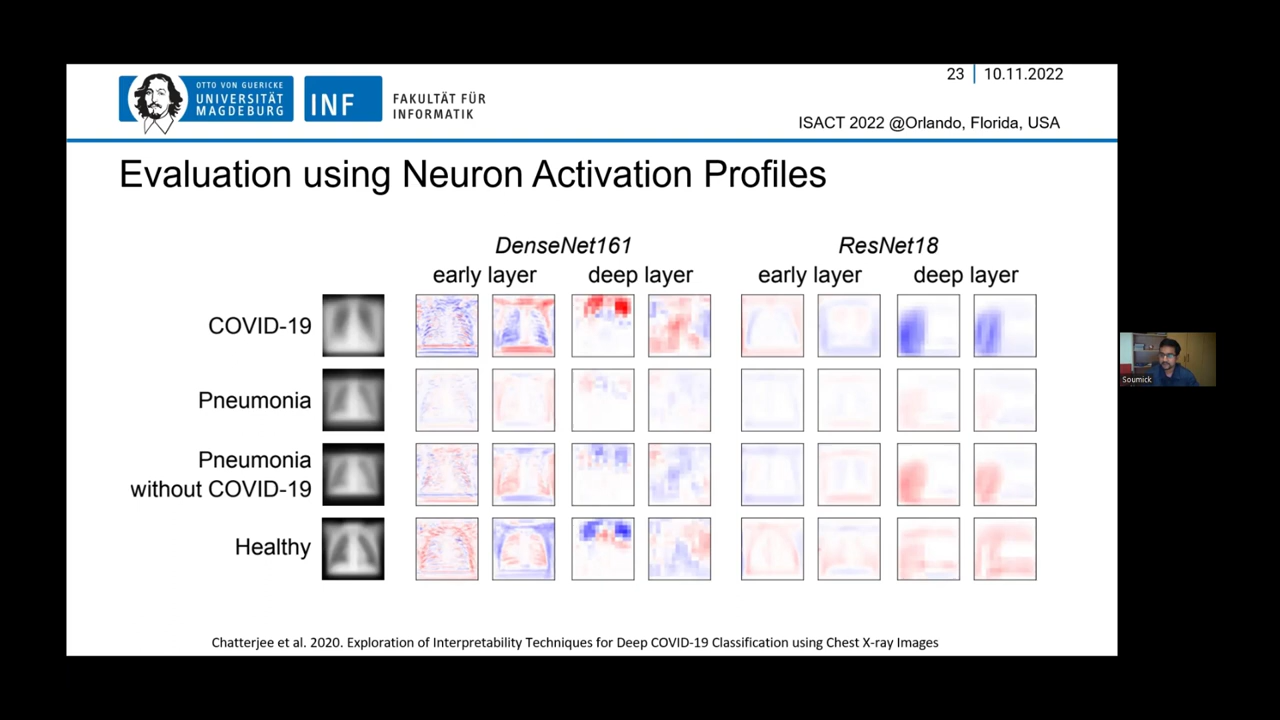 OTTO VON GUERICKE
UNIVERSITÄT
MAGDEBURG
INF
FAKULTÄT FÜR
INFORMATIK
23 | 10.11.2022
ISACT 2022 @Orlando, Florida, USA
Evaluation using Neuron Activation Profiles
DenseNet161 ResNet18
early layer deep layer early layer deep layer
COVID-19
Pneumonia
Pneumonia
without COVID-19
Healthy
Chatterjee et al. 2020. Exploration of Interpretability Techniques for Deep COVID-19 Classification using Chest X-ray Images
Soumick